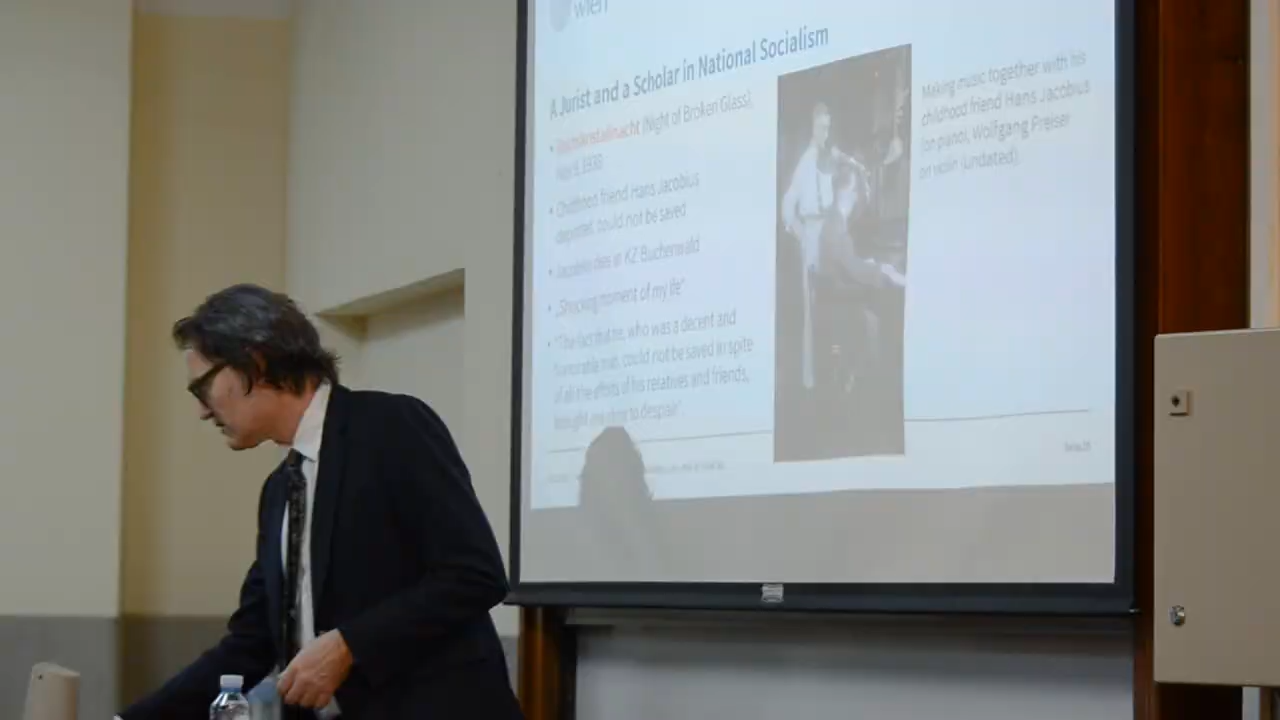 wien
A Jurist and a Scholar in National Socialism
• Reichskristallnacht (Night of Broken Glass),
1938
• Childhood friend Hans Jacobius
deported, could not be saved
• Jacobius dies in KZ Buchenwald
• „Shocking moment of my life"
• "The fact that he, who was a decent and
honorable man, could not be saved in spite
of all the efforts of his relatives and friends,
brought me close to despair".
Making music together with his
childhood friend Hans Jacobius
(on piano), Wolfgang Preiser
on violin (undated)